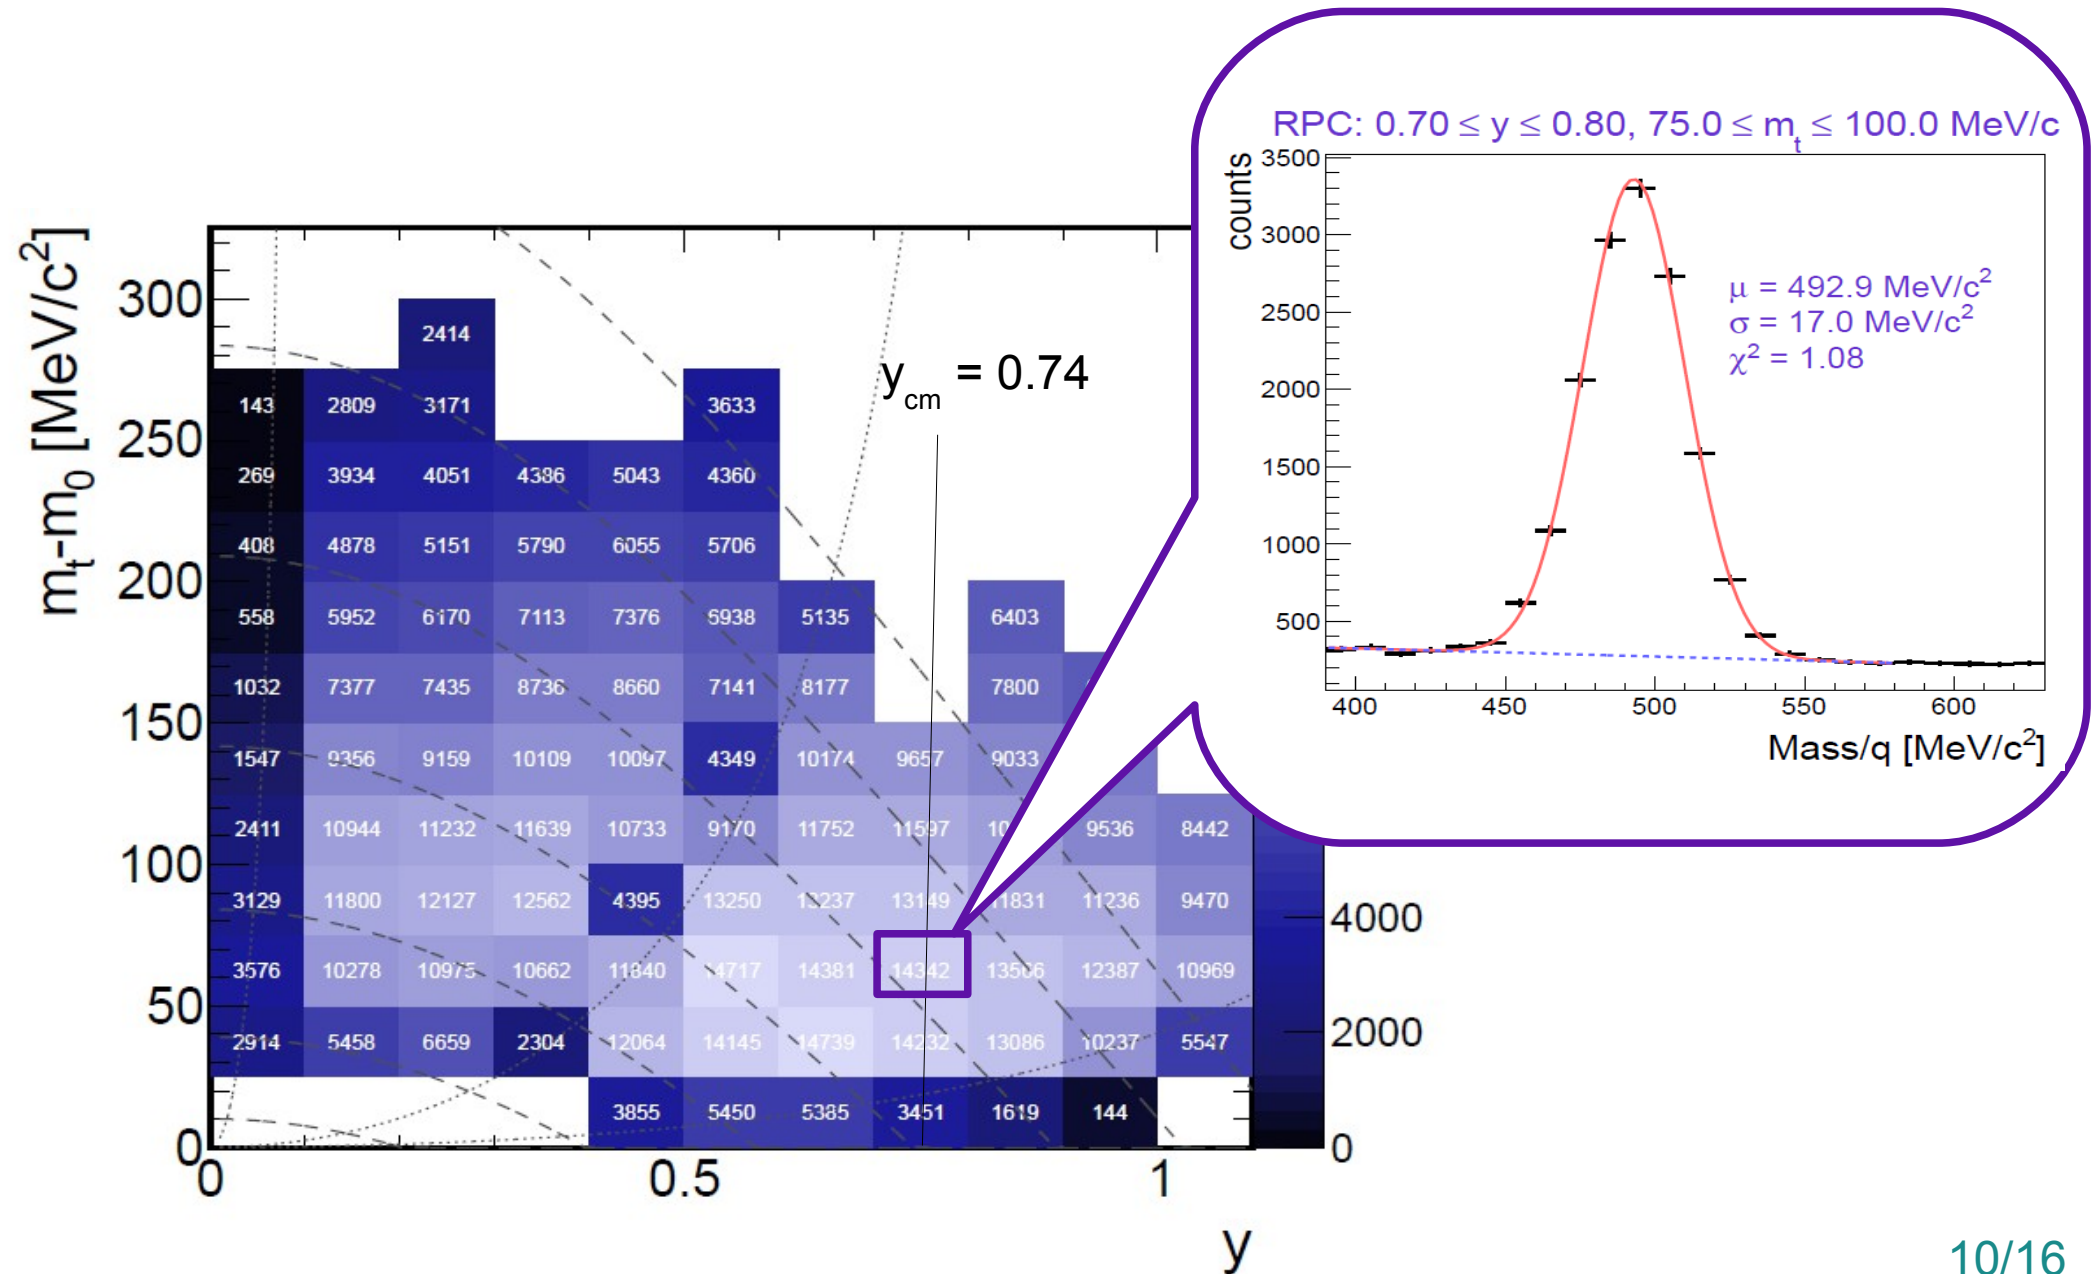 RPC: 0.70 ≤ y ≤ 0.80, 75.0 ≤ mt ≤ 100.0 MeV/c
counts
3500
3000
2500
2000
1500
1000
500
μ = 492.9 MeV/c²
σ = 17.0 MeV/c²
χ² = 1.08
400 450 500 550 600
Mass/q [MeV/c²]
mt-m0 [MeV/c²]
ycm = 0.74
300
250
200
150
100
50
0
2414
143 2809 3171 3633
269 3934 4051 4386 5043 4360
408 4878 5151 5790 6055 5706
558 5952 6170 7113 7376 6938 5135 6403
1032 7377 7435 8736 8660 7141 8177 7800
1547 9356 9159 10109 10097 4349 10174 9657 9033
2411 10944 11232 11639 10733 9170 11752 11597 9536 8442
3129 11800 12127 12562 4395 13250 13237 13149 11831 11236 9470
3576 10278 10975 10662 11840 14717 14381 14342 13566 12387 10969
2914 5458 6659 2304 12064 14145 14739 14232 13086 10237 5547
3855 5450 5385 3451 1619 144
4000
2000
0
0 0.5 1
y
10/16